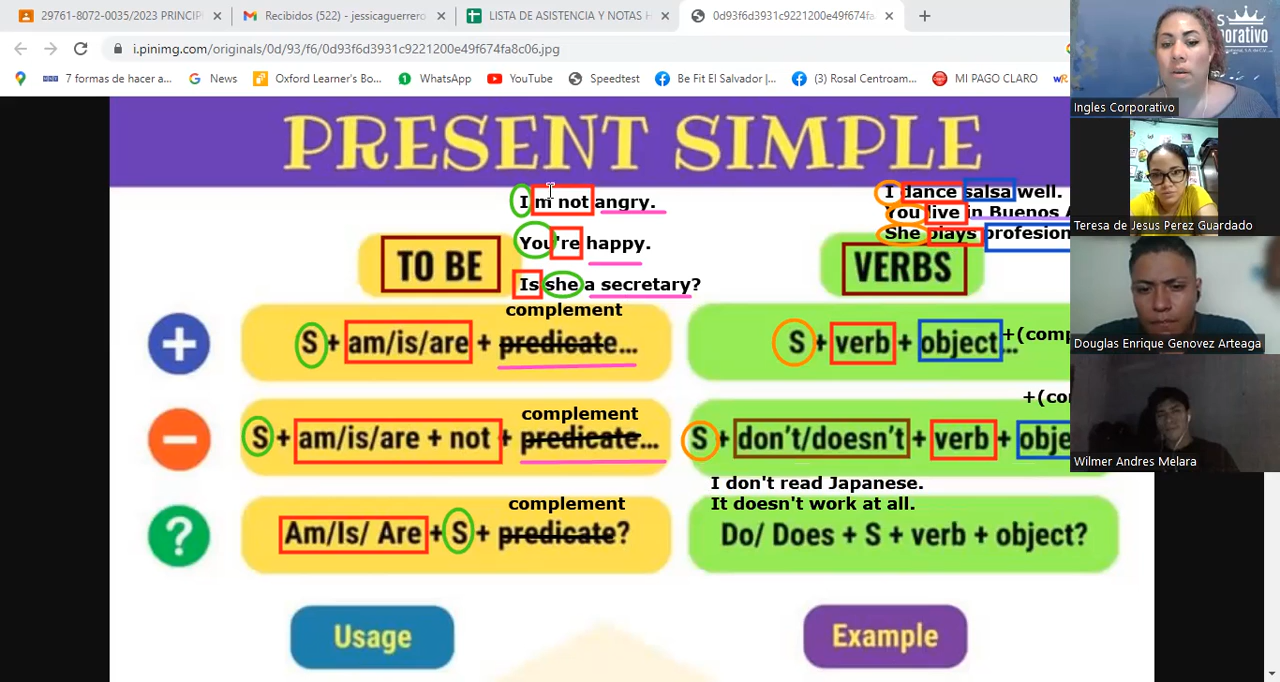 29761-8072-0035/2023 PRINCIPI
Recibidos (522) - jessicaguerrero
LISTA DE ASISTENCIA Y NOTAS H
0d93f6d3931c9221200e49f674fa
i.pinimg.com/originals/0d/93/f6/0d93f6d3931c9221200e49f674fa8c06.jpg
7 formas de hacer a...
News
Oxford Learner's Bo...
WhatsApp
YouTube
Speedtest
Be Fit El Salvador |...
(3) Rosal Centroam...
MI PAGO CLARO
Ingles Corporativo
Teresa de Jesus Perez Guardado
Douglas Enrique Genovez Arteaga
Wilmer Andres Melara
PRESENT SIMPLE
I m not angry.
You're happy.
Is she a secretary?
I dance salsa well.
You live in Buenos A
She plays profesion
TO BE
VERBS
complement
S + am/is/are + predicate...
S + verb + object... +(comp
complement
+(con
S + am/is/are + not + predicate...
S + don't/doesn't + verb + obje
I don't read Japanese.
It doesn't work at all.
complement
Am/Is/ Are + S + predicate?
Do/ Does + S + verb + object?
Usage
Example